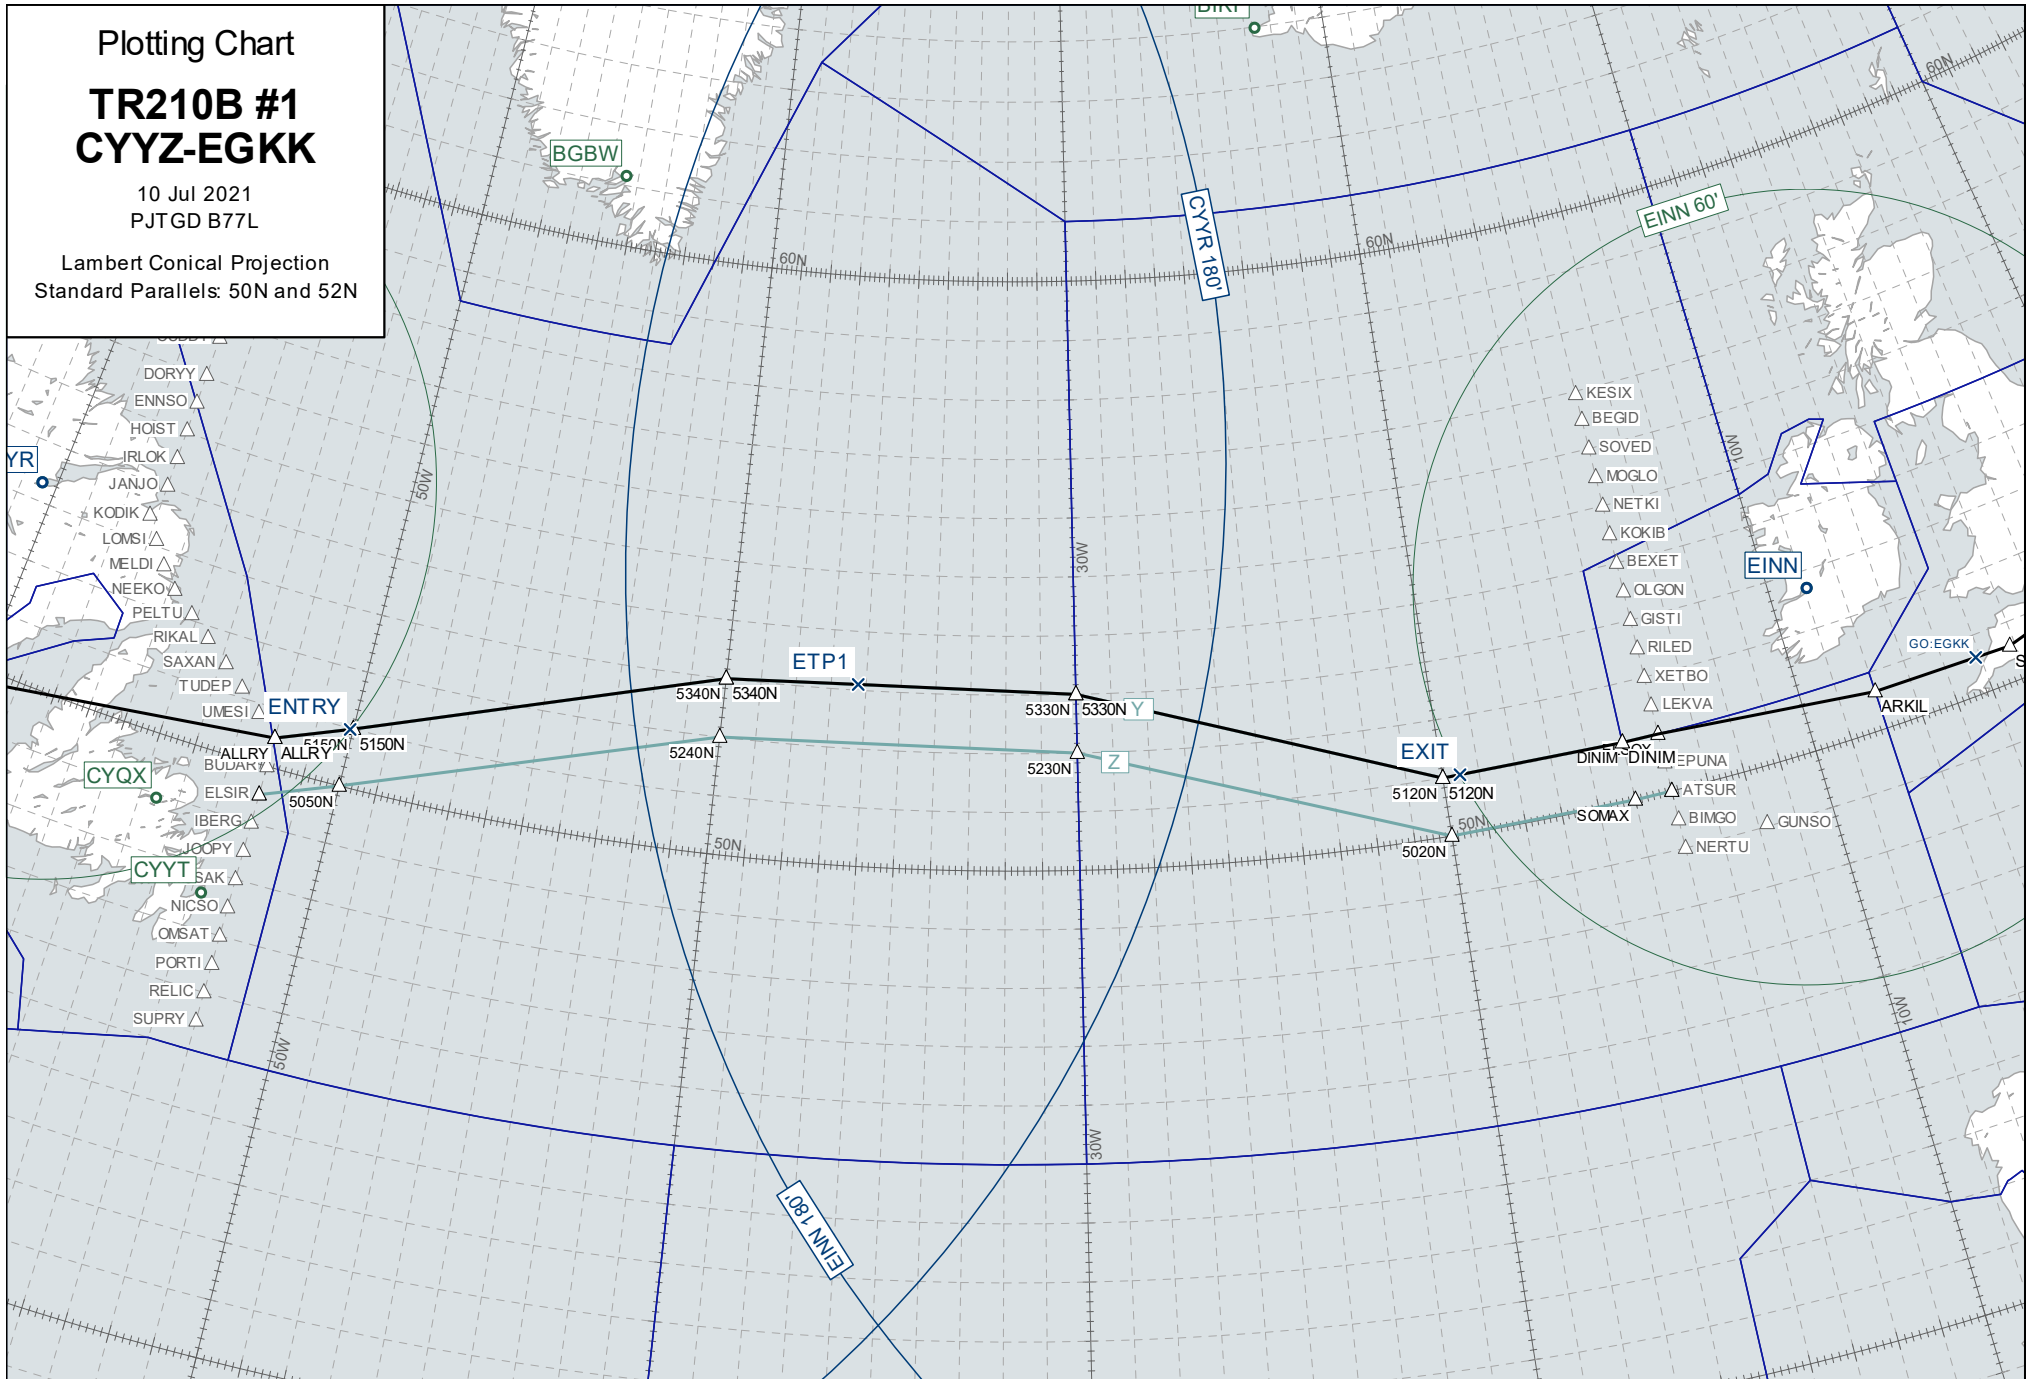 Plotting Chart
TR210B #1
CYYZ-EGKK
10 Jul 2021
PJTGD B77L
Lambert Conical Projection
Standard Parallels: 50N and 52N
BGBW
60N
60N
60N
CYYR 180'
EINN 60'
DORYY
ENNSO
HOIST
IRLOK
YR
JANJO
KODIK
LOMSI
MELDI
NEEKO
PELTU
RIKAL
SAXAN
TUDEP
UMESI
ENTRY
50W
KESIX
BEGID
SOVED
MOGLO
NETKI
KOKIB
BEXET
OLGON
GISTI
RILED
XETBO
LEKVA
10W
EINN
GO:EGKK
S
ARKIL
30W
ETP1
5340N
5340N
5330N
5330N
Y
5150N
5150N
ALLRY
ALLRY
BUDAR
CYQX
ELSIR
5050N
5240N
5230N
Z
EXIT
5120N
5120N
DINIM
DINIM
EPUNA
ATSUR
SOMAX
BIMGO
GUNSO
NERTU
50N
50N
5020N
IBERG
JOOPY
CYYT
SAK
NICSO
OMSAT
PORTI
RELIC
SUPRY
50W
30W
10W
EINN 180'